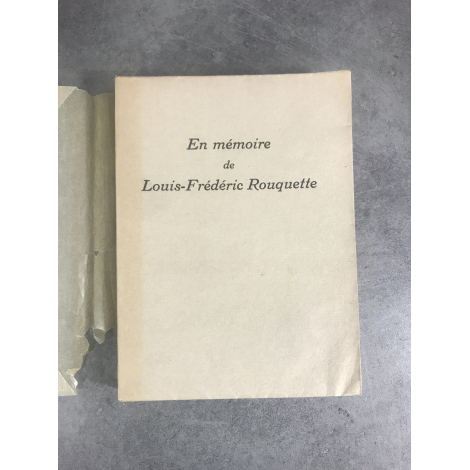 En mémoire
de
Louis-Frédéric Rouquette